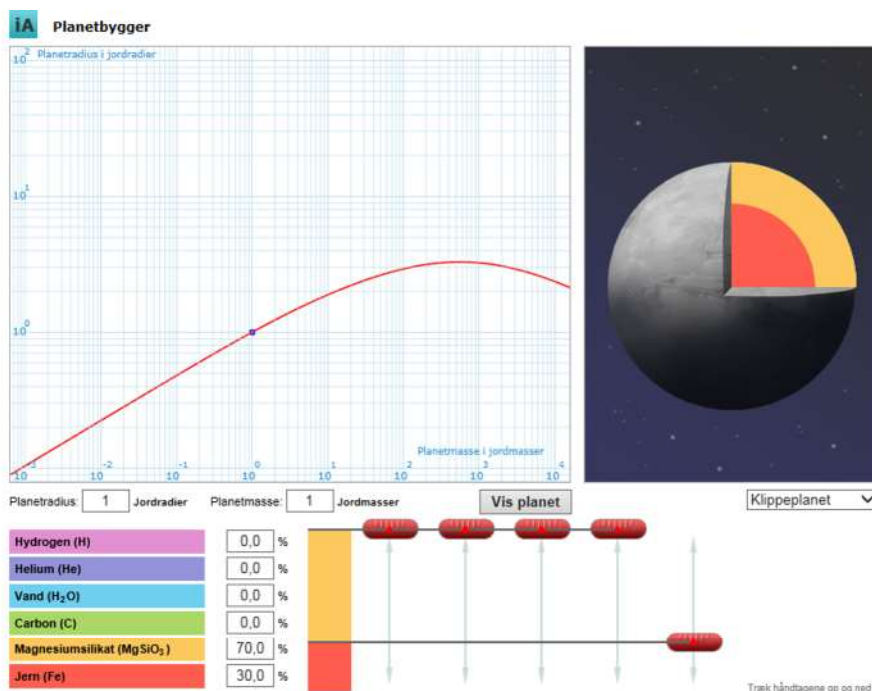 iA Planetbygger
10² Planetradius i jordradier
10¹
10⁰
Planetmasse i jordmasser
10⁻³ 10⁻² 10⁻¹ 10⁰ 10¹ 10² 10³ 10⁴
Planetradius: 1 Jordradier Planetmasse: 1 Jordmasser Vis planet Klippeplanet
Hydrogen (H) 0,0 %
Helium (He) 0,0 %
Vand (H₂O) 0,0 %
Carbon (C) 0,0 %
Magnesiumsilikat (MgSiO₃) 70,0 %
Jern (Fe) 30,0 %
Træk håndtagene op og ned